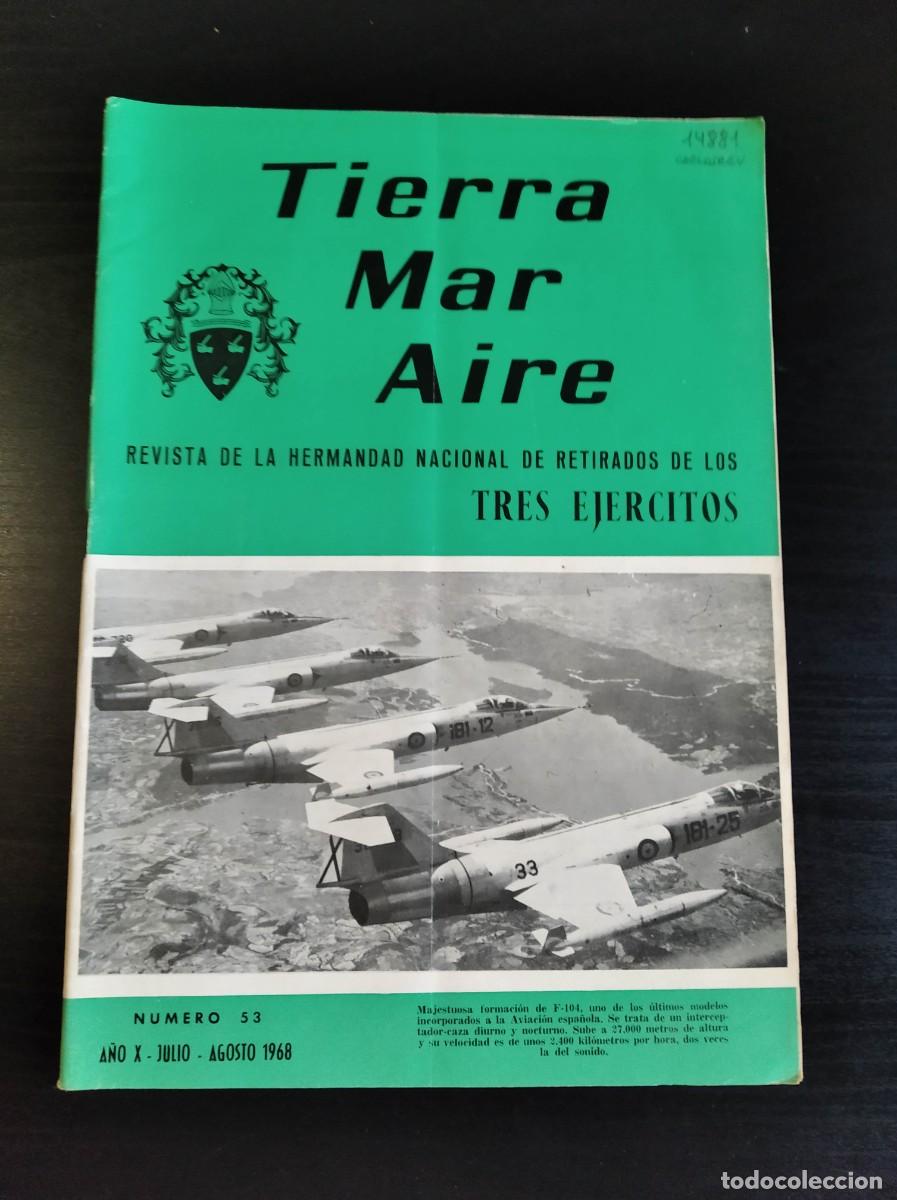 14881
Tierra
Mar
Aire
REVISTA DE LA HERMANDAD NACIONAL DE RETIRADOS DE LOS
TRES EJERCITOS
181-12
181-25
33
NUMERO 53
AÑO X - JULIO - AGOSTO 1968
Majestuosa formación de F-104, uno de los últimos modelos
incorporados a la Aviación española. Se trata de un intercep-
tador-caza diurno y nocturno. Sube a 27.000 metros de altura
y su velocidad es de unos 2.400 kilómetros por hora, dos veces
la del sonido.
todocoleccion